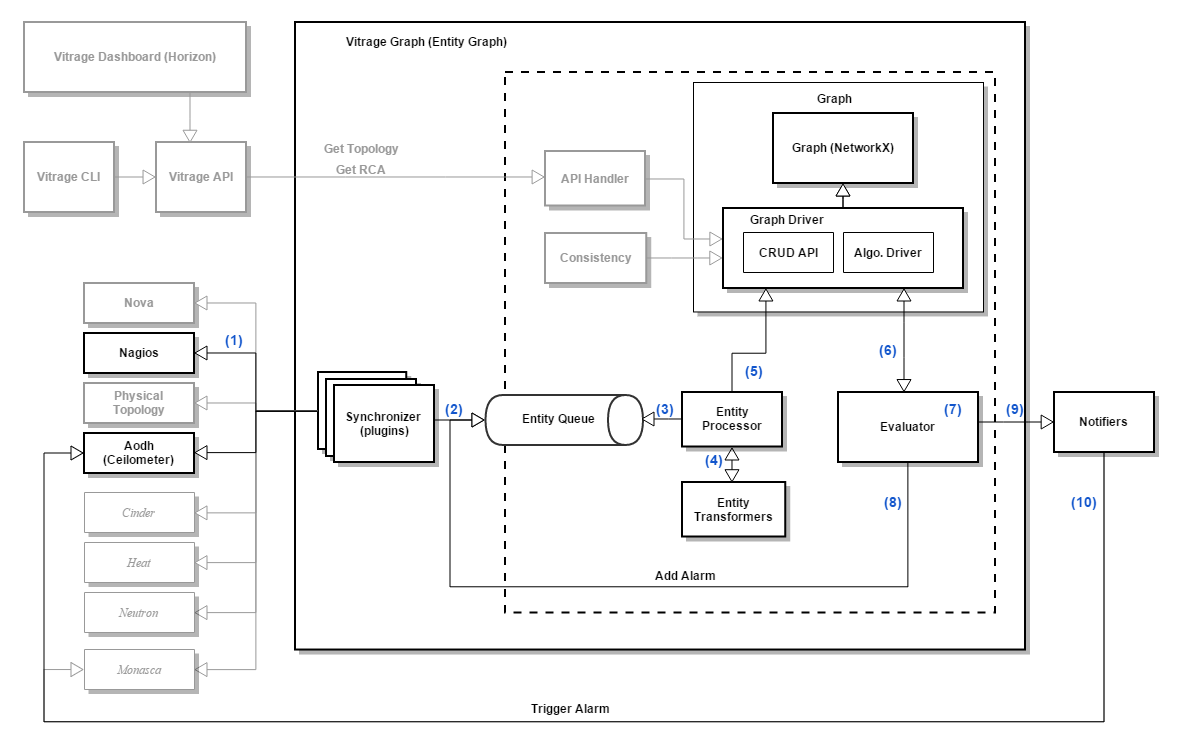 Vitrage Dashboard (Horizon)
Vitrage CLI
Vitrage API
Get Topology
Get RCA
Vitrage Graph (Entity Graph)
API Handler
Consistency
Graph
Graph (NetworkX)
Graph Driver
CRUD API
Algo. Driver
Nova
Nagios
(1)
Physical
Topology
Aodh
(Ceilometer)
Cinder
Heat
Neutron
Monasca
Synchronizer
(plugins)
(2)
Entity Queue
(3)
Entity
Processor
(4)
Entity
Transformers
(5)
(6)
(7)
Evaluator
(8)
(9)
Notifiers
(10)
Add Alarm
Trigger Alarm